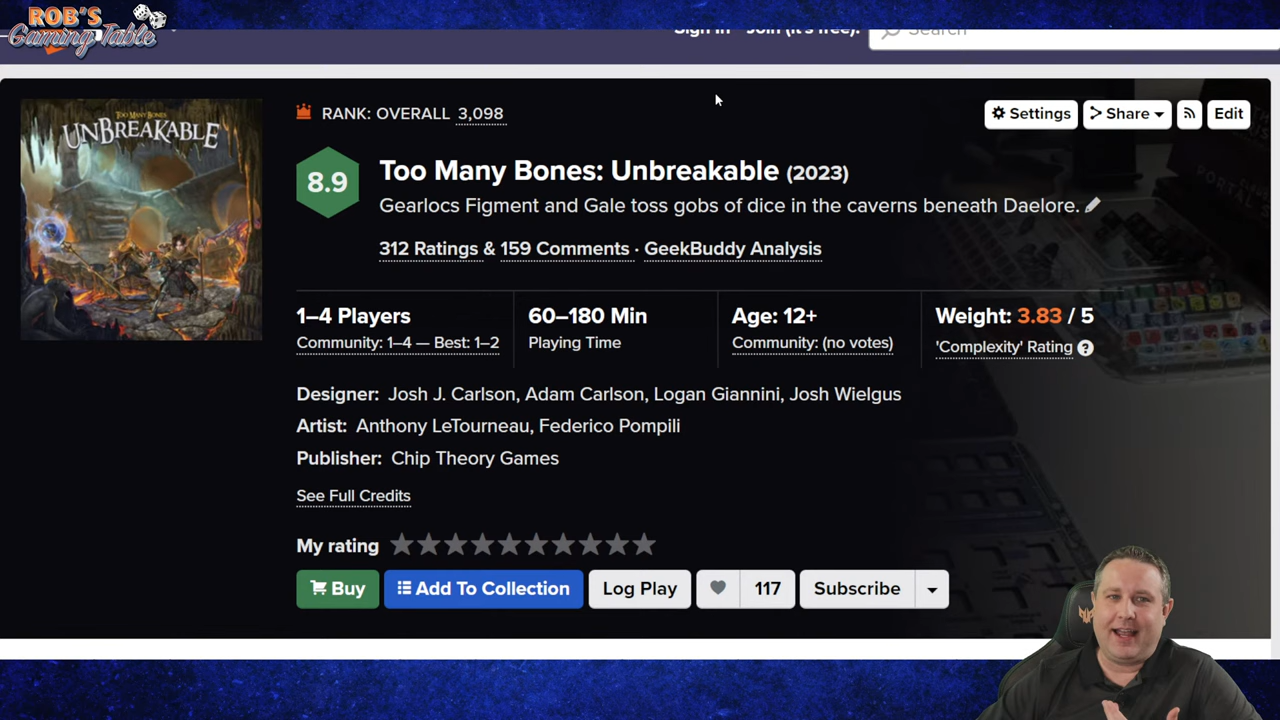 ROB'S
Gaming Table
Sign In Join (it's free). Search
RANK: OVERALL 3,098
Settings Share Edit
TOO MANY BONES
UNBREAKABLE
8.9
Too Many Bones: Unbreakable (2023)
Gearlocs Figment and Gale toss gobs of dice in the caverns beneath Daelore.
312 Ratings & 159 Comments · GeekBuddy Analysis
1–4 Players 60–180 Min Age: 12+ Weight: 3.83 / 5
Community: 1–4 — Best: 1–2 Playing Time Community: (no votes) 'Complexity' Rating ?
Designer: Josh J. Carlson, Adam Carlson, Logan Giannini, Josh Wielgus
Artist: Anthony LeTourneau, Federico Pompili
Publisher: Chip Theory Games
See Full Credits
My rating
Buy Add To Collection Log Play 117 Subscribe